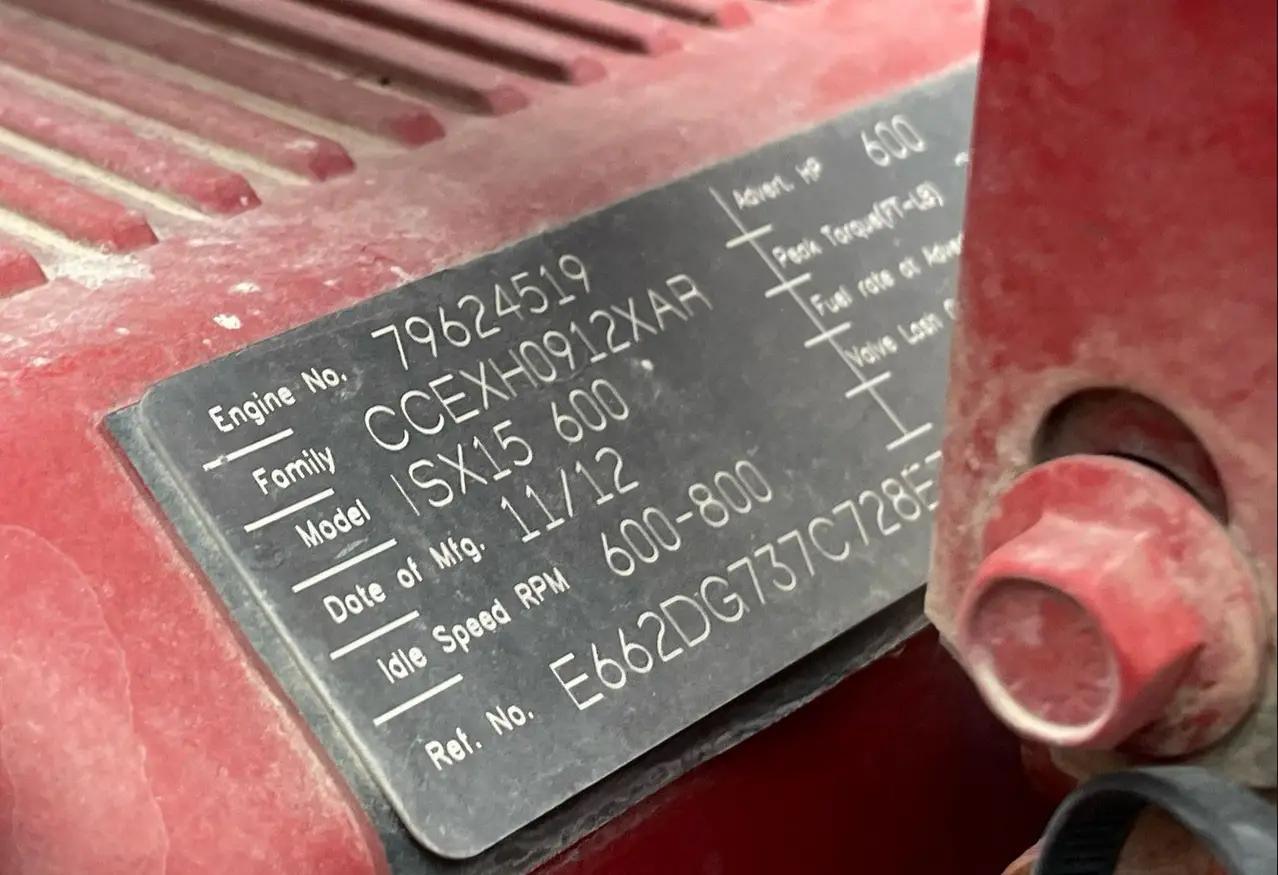 Engine No. 79624519
Family CCEXH0912XAR
Model ISX15 600
Date of Mfg. 11/12
Idle Speed RPM 600-800
Ref. No. E662DG737C728E
Advert. HP 600
Peak Torque(FT-LB)
Fuel rate at
Valve Lash